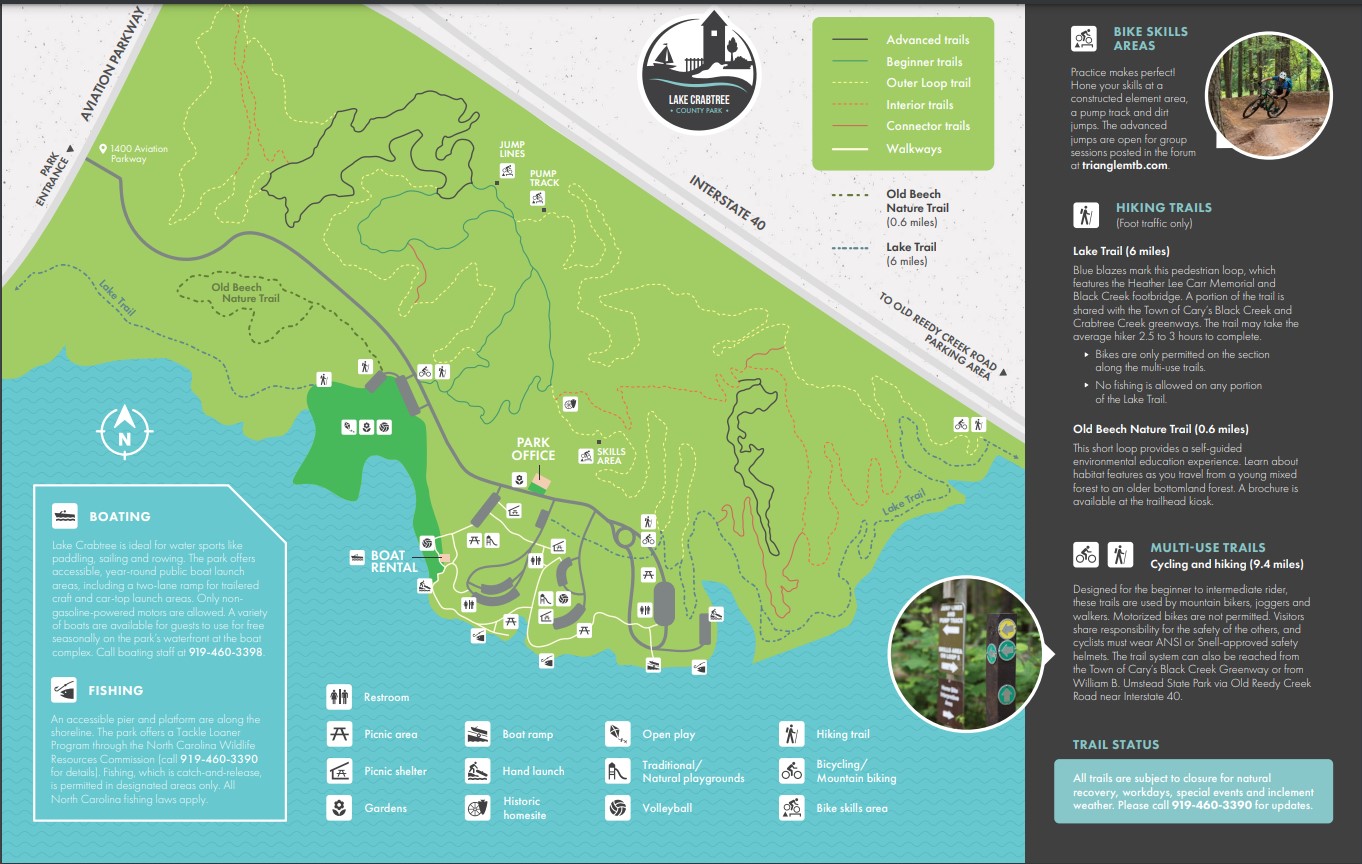 AVIATION PARKWAY
PARK
ENTRANCE
1400 Aviation
Parkway
LAKE CRABTREE
• COUNTY PARK •
Advanced trails
Beginner trails
Outer Loop trail
Interior trails
Connector trails
Walkways
Old Beech
Nature Trail
(0.6 miles)
Lake Trail
(6 miles)
INTERSTATE 40
TO OLD REEDY CREEK ROAD
PARKING AREA
JUMP
LINES
PUMP
TRACK
Lake Trail
Old Beech
Nature Trail
N
PARK
OFFICE
SKILLS
AREA
Lake Trail
BOAT
RENTAL
BOATING
Lake Crabtree is ideal for water sports like
paddling, sailing and rowing. The park offers
accessible, year-round public boat launch
areas, including a two-lane ramp for trailered
craft and car-top launch areas. Only non-
gasoline-powered motors are allowed. A variety
of boats are available for guests to use for free
seasonally on the park's waterfront at the boat
complex. Call boating staff at 919-460-3398.
FISHING
An accessible pier and platform are along the
shoreline. The park offers a Tackle Loaner
Program through the North Carolina Wildlife
Resources Commission (call 919-460-3390
for details). Fishing, which is catch-and-release,
is permitted in designated areas only. All
North Carolina fishing laws apply.
Restroom
Picnic area
Picnic shelter
Gardens
Boat ramp
Hand launch
Historic
homesite
Open play
Traditional/
Natural playgrounds
Volleyball
Hiking trail
Bicycling/
Mountain biking
Bike skills area
JUMP LINES
AND
PUMP TRACK
SKILLS AREA
ON LOOP
BIKE SKILLS
AREAS
Practice makes perfect!
Hone your skills at a
constructed element area,
a pump track and dirt
jumps. The advanced
jumps are open for group
sessions posted in the forum
at trianglemtb.com.
HIKING TRAILS
(Foot traffic only)
Lake Trail (6 miles)
Blue blazes mark this pedestrian loop, which
features the Heather Lee Carr Memorial and
Black Creek footbridge. A portion of the trail is
shared with the Town of Cary's Black Creek and
Crabtree Creek greenways. The trail may take the
average hiker 2.5 to 3 hours to complete.
Bikes are only permitted on the section
along the multi-use trails.
No fishing is allowed on any portion
of the Lake Trail.
Old Beech Nature Trail (0.6 miles)
This short loop provides a self-guided
environmental education experience. Learn about
habitat features as you travel from a young mixed
forest to an older bottomland forest. A brochure is
available at the trailhead kiosk.
MULTI-USE TRAILS
Cycling and hiking (9.4 miles)
Designed for the beginner to intermediate rider,
these trails are used by mountain bikers, joggers and
walkers. Motorized bikes are not permitted. Visitors
share responsibility for the safety of the others, and
cyclists must wear ANSI or Snell-approved safety
helmets. The trail system can also be reached from
the Town of Cary's Black Creek Greenway or from
William B. Umstead State Park via Old Reedy Creek
Road near Interstate 40.
TRAIL STATUS
All trails are subject to closure for natural
recovery, workdays, special events and inclement
weather. Please call 919-460-3390 for updates.